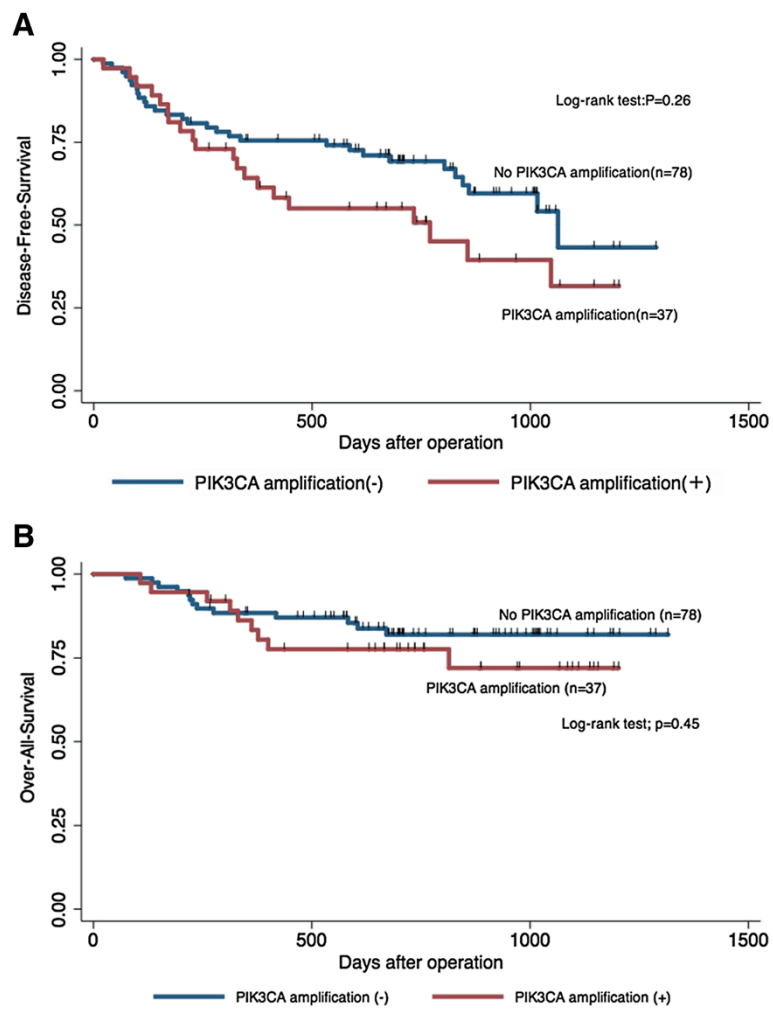 A
1.00
0.75
0.50
0.25
0.00
Disease-Free-Surrvival
Log-rank test:P=0.26
No PIK3CA amplification(n=78)
PIK3CA amplification(n=37)
0 500 1000 1500
Days after operation
PIK3CA amplification(-) PIK3CA amplification(+)
B
1.00
0.75
0.50
0.25
0.00
Over-All-Survival
No PIK3CA amplification (n=78)
PIK3CA amplification (n=37)
Log-rank test; p=0.45
0 500 1000 1500
Days after operation
PIK3CA amplification (-) PIK3CA amplification (+)